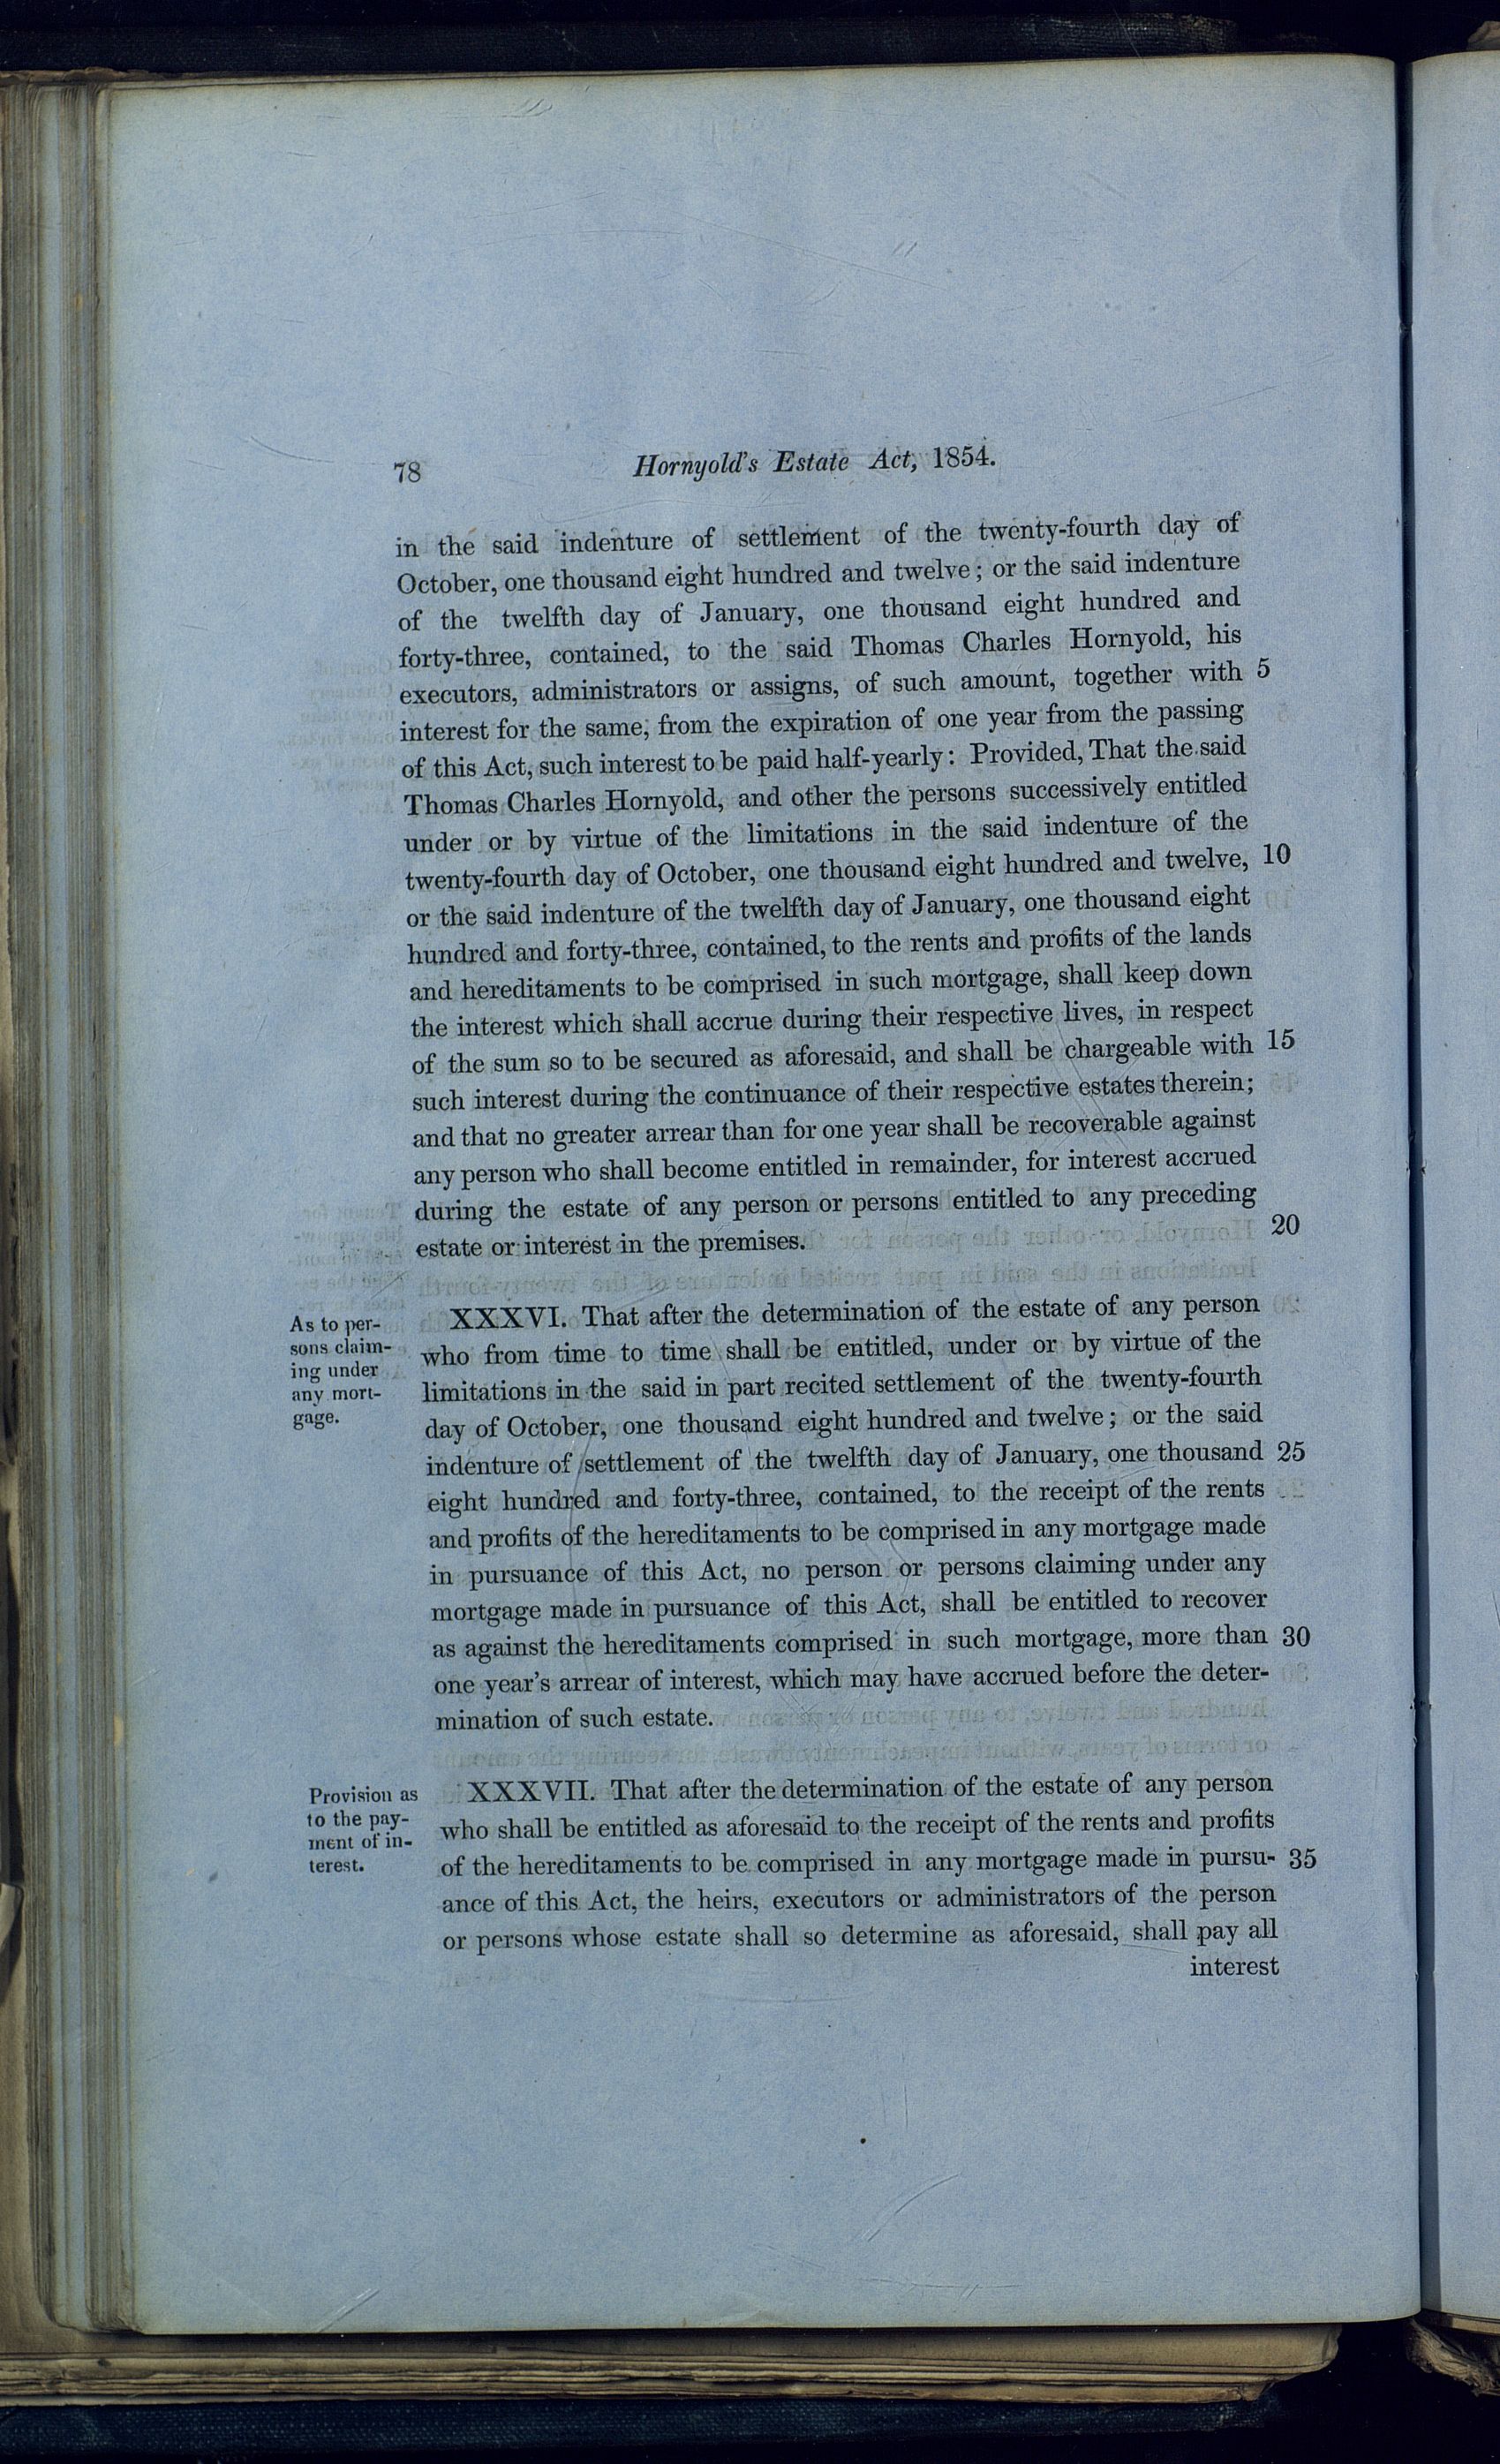 78
Hornyold's Estate Act, 1854.
in the said indenture of settlement of the twenty-fourth day of
October, one thousand eight hundred and twelve; or the said indenture
of the twelfth day of January, one thousand eight hundred and
forty-three, contained, to the said Thomas Charles Hornyold, his
executors, administrators or assigns, of such amount, together with 5
interest for the same, from the expiration of one year from the passing
of this Act, such interest to be paid half-yearly: Provided, That the said
Thomas Charles Hornyold, and other the persons successively entitled
under or by virtue of the limitations in the said indenture of the
twenty-fourth day of October, one thousand eight hundred and twelve, 10
or the said indenture of the twelfth day of January, one thousand eight
hundred and forty-three, contained, to the rents and profits of the lands
and hereditaments to be comprised in such mortgage, shall keep down
the interest which shall accrue during their respective lives, in respect
of the sum so to be secured as aforesaid, and shall be chargeable with 15
such interest during the continuance of their respective estates therein;
and that no greater arrear than for one year shall be recoverable against
any person who shall become entitled in remainder, for interest accrued
during the estate of any person or persons entitled to any preceding
estate or interest in the premises. 20
As to per-
sons claim-
ing under
any mort-
gage.
XXXVI. That after the determination of the estate of any person
who from time to time shall be entitled, under or by virtue of the
limitations in the said in part recited settlement of the twenty-fourth
day of October, one thousand eight hundred and twelve; or the said
indenture of settlement of the twelfth day of January, one thousand 25
eight hundred and forty-three, contained, to the receipt of the rents
and profits of the hereditaments to be comprised in any mortgage made
in pursuance of this Act, no person or persons claiming under any
mortgage made in pursuance of this Act, shall be entitled to recover
as against the hereditaments comprised in such mortgage, more than 30
one year's arrear of interest, which may have accrued before the deter-
mination of such estate.
Provision as
to the pay-
ment of in-
terest.
XXXVII. That after the determination of the estate of any person
who shall be entitled as aforesaid to the receipt of the rents and profits
of the hereditaments to be comprised in any mortgage made in pursu- 35
ance of this Act, the heirs, executors or administrators of the person
or persons whose estate shall so determine as aforesaid, shall pay all
interest